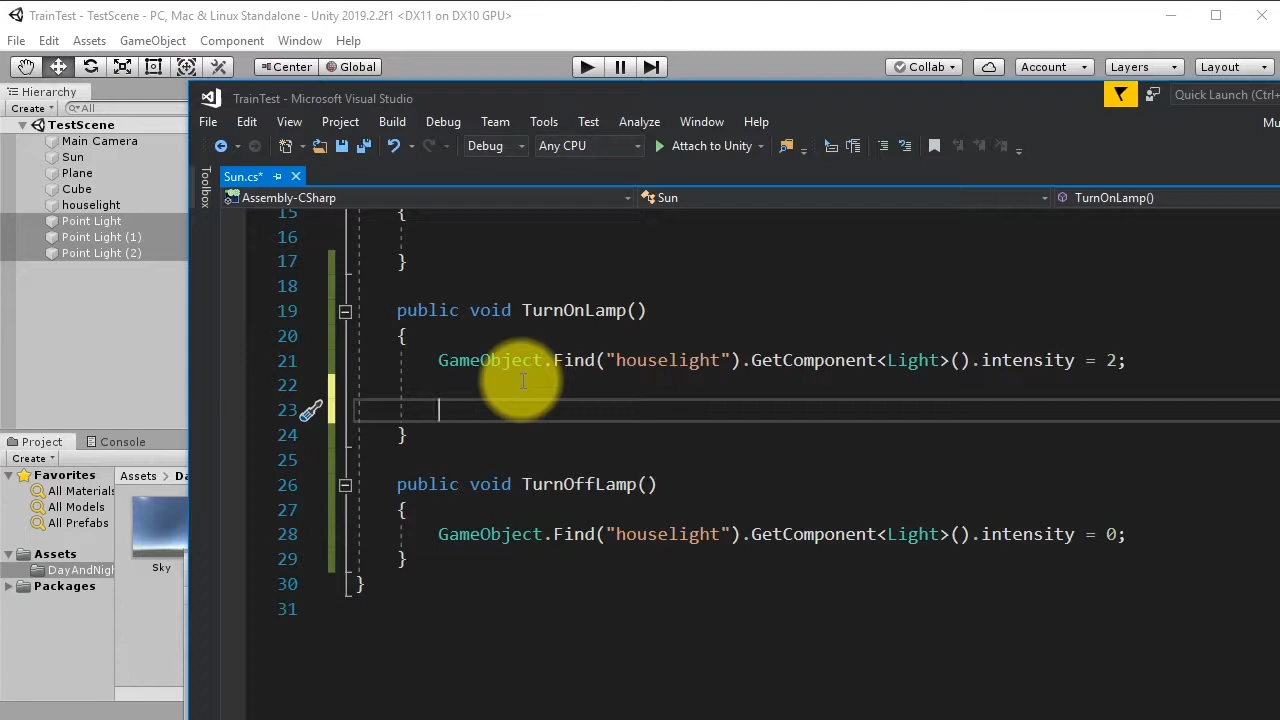 TrainTest - TestScene - PC, Mac & Linux Standalone - Unity 2019.2.2f1 <DX11 on DX10 GPU>
File Edit Assets GameObject Component Window Help
Center Global Collab Account Layers Layout
Hierarchy
Create All
TestScene
Main Camera
Sun
Plane
Cube
houselight
Point Light
Point Light (1)
Point Light (2)
Project Console
Create
Favorites
All Materials
All Models
All Prefabs
Assets
DayAndNigh
Packages
Assets Da
Sky
TrainTest - Microsoft Visual Studio
Quick Launch (Ctrl+
File Edit View Project Build Debug Team Tools Test Analyze Window Help
Mu
Debug Any CPU Attach to Unity
Toolbox
Sun.cs*
Assembly-CSharp Sun TurnOnLamp()
15 {
16
17 }
18
19 public void TurnOnLamp()
20 {
21 GameObject.Find("houselight").GetComponent<Light>().intensity = 2;
22
23
24 }
25
26 public void TurnOffLamp()
27 {
28 GameObject.Find("houselight").GetComponent<Light>().intensity = 0;
29 }
30 }
31